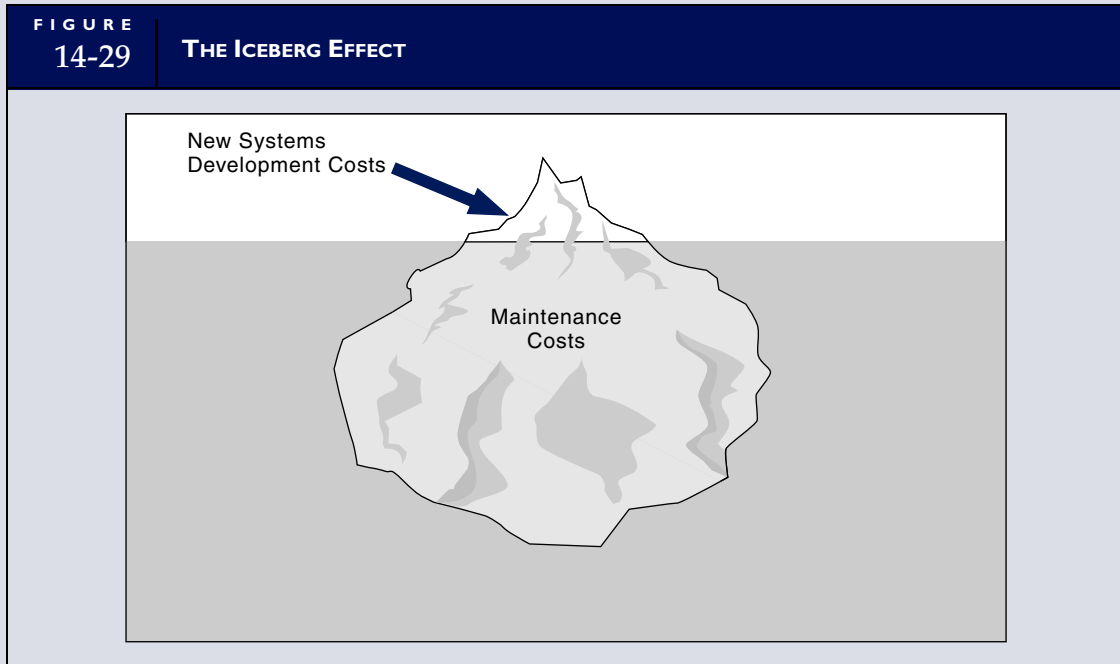 FIGURE
14-29
THE ICEBERG EFFECT
New Systems
Development Costs
Maintenance
Costs